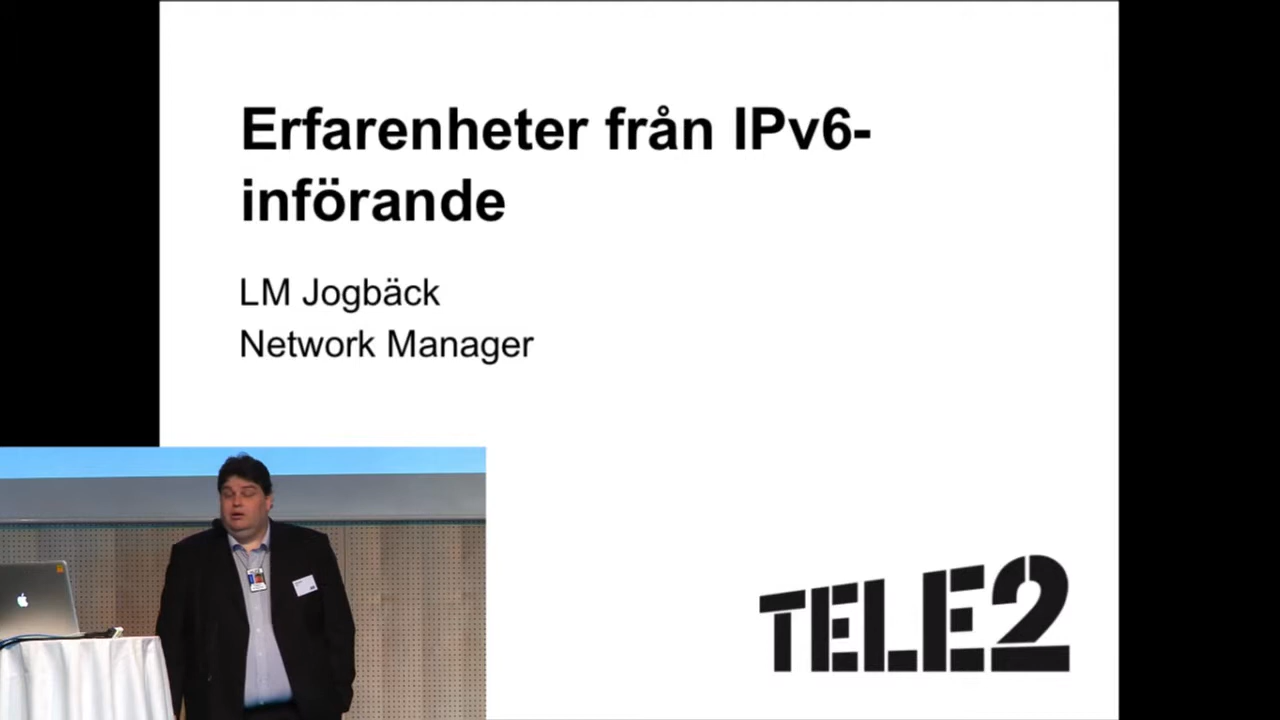 Erfarenheter från IPv6-
införande
LM Jogbäck
Network Manager
TELE2